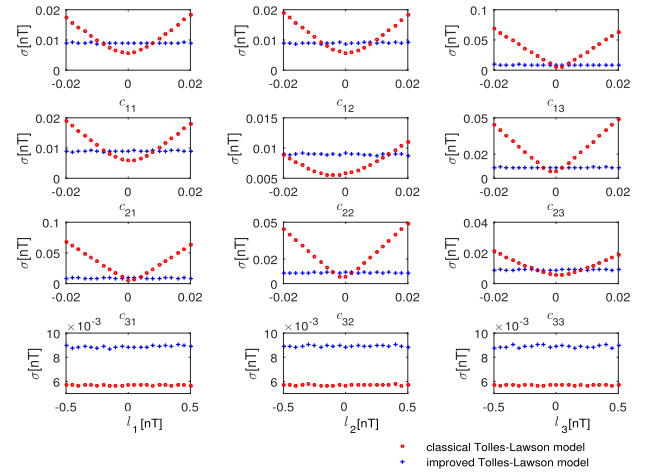 0.02 0.02 0.1
σ[nT] 0.01 σ[nT] 0.01 σ[nT] 0.05
0 0 0
-0.02 0 0.02 -0.02 0 0.02 -0.02 0 0.02
c11 c12 c13
0.02 0.015 0.05
σ[nT] 0.01 σ[nT] 0.01 σ[nT] 0.02
0 0.005 0
-0.02 0 0.02 -0.02 0 0.02 -0.02 0 0.02
c21 c22 c23
0.1 0.05 0.04
σ[nT] 0.05 σ[nT] 0.02 σ[nT] 0.02
0 0 0
-0.02 0 0.02 -0.02 0 0.02 -0.02 0 0.02
c31 c32 c33
10 × 10-3 10 × 10-3 10 × 10-3
σ[nT] 8 σ[nT] 8 σ[nT] 8
6 6 6
-0.5 0 0.5 -0.5 0 0.5 -0.5 0 0.5
l1[nT] l2[nT] l3[nT]
classical Tolles-Lawson model
improved Tolles-Lawson model